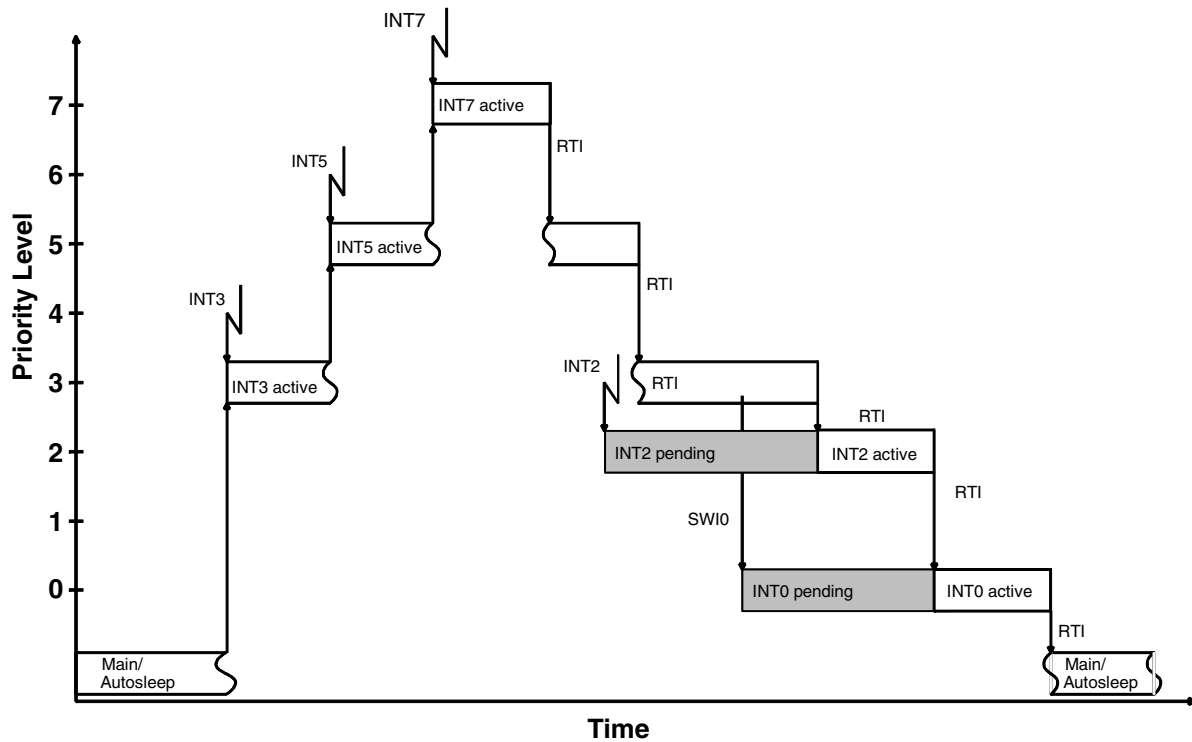 INT7
7
INT7 active
RTI
6
INT5
5
INT5 active
RTI
Priority Level
INT3
4
INT2
3
INT3 active
RTI
RTI
2
INT2 pending
INT2 active
RTI
1
SWI0
0
INT0 pending
INT0 active
RTI
Main/
Autosleep
Main/
Autosleep
Time